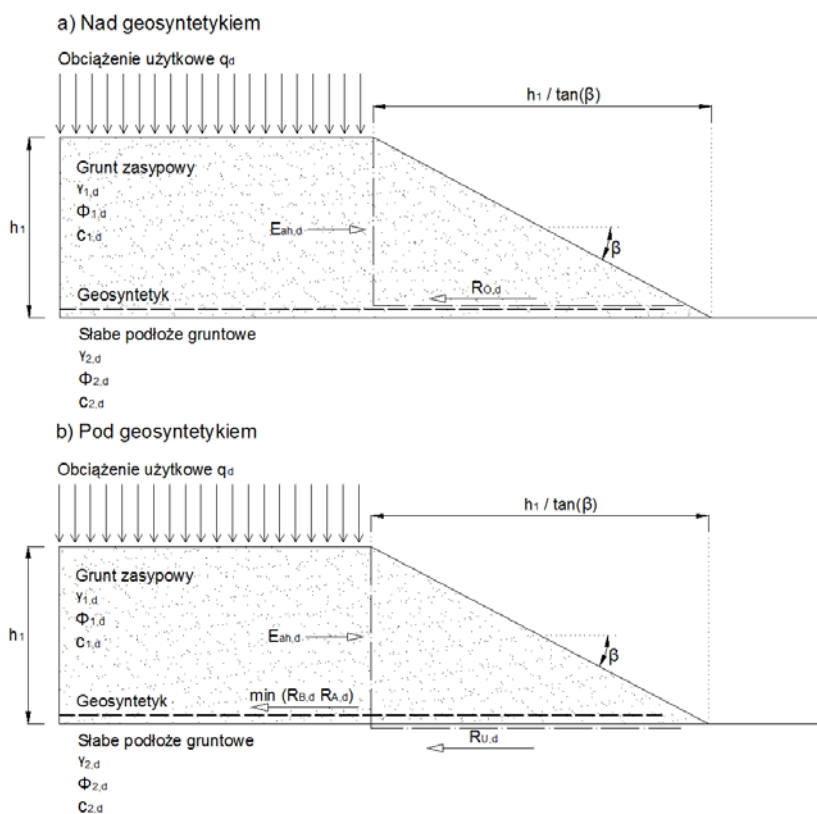 a) Nad geosyntetykiem
Obciążenie użytkowe qd
h1 / tan(β)
Grunt zasypowy
γ1,d
Φ1,d
c1,d
h1
Eah,d
β
RO,d
Geosyntetyk
Słabe podłoże gruntowe
γ2,d
Φ2,d
c2,d
b) Pod geosyntetykiem
Obciążenie użytkowe qd
h1 / tan(β)
Grunt zasypowy
γ1,d
Φ1,d
c1,d
h1
Eah,d
β
min (RB,d RA,d)
Geosyntetyk
Słabe podłoże gruntowe
RU,d
γ2,d
Φ2,d
c2,d